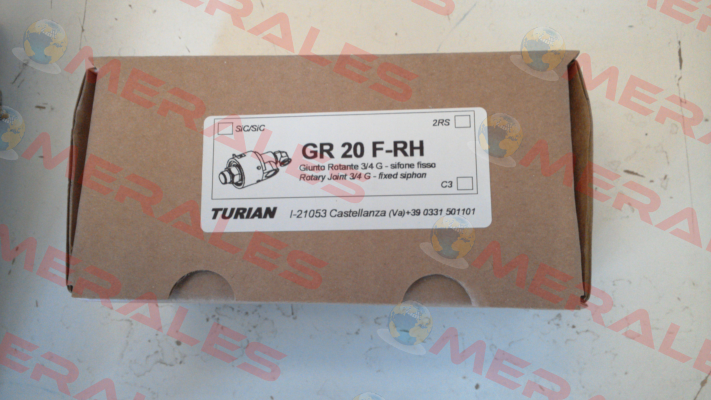 SiC/SiC
2RS
GR 20 F-RH
Giunto Rotante 3/4 G - sifone fisso
Rotary Joint 3/4 G - fixed siphon
C3
TURIAN I-21053 Castellanza (Va)+39 0331 501101
MERALES
MERALES
MERALES
MERALES
MERALES